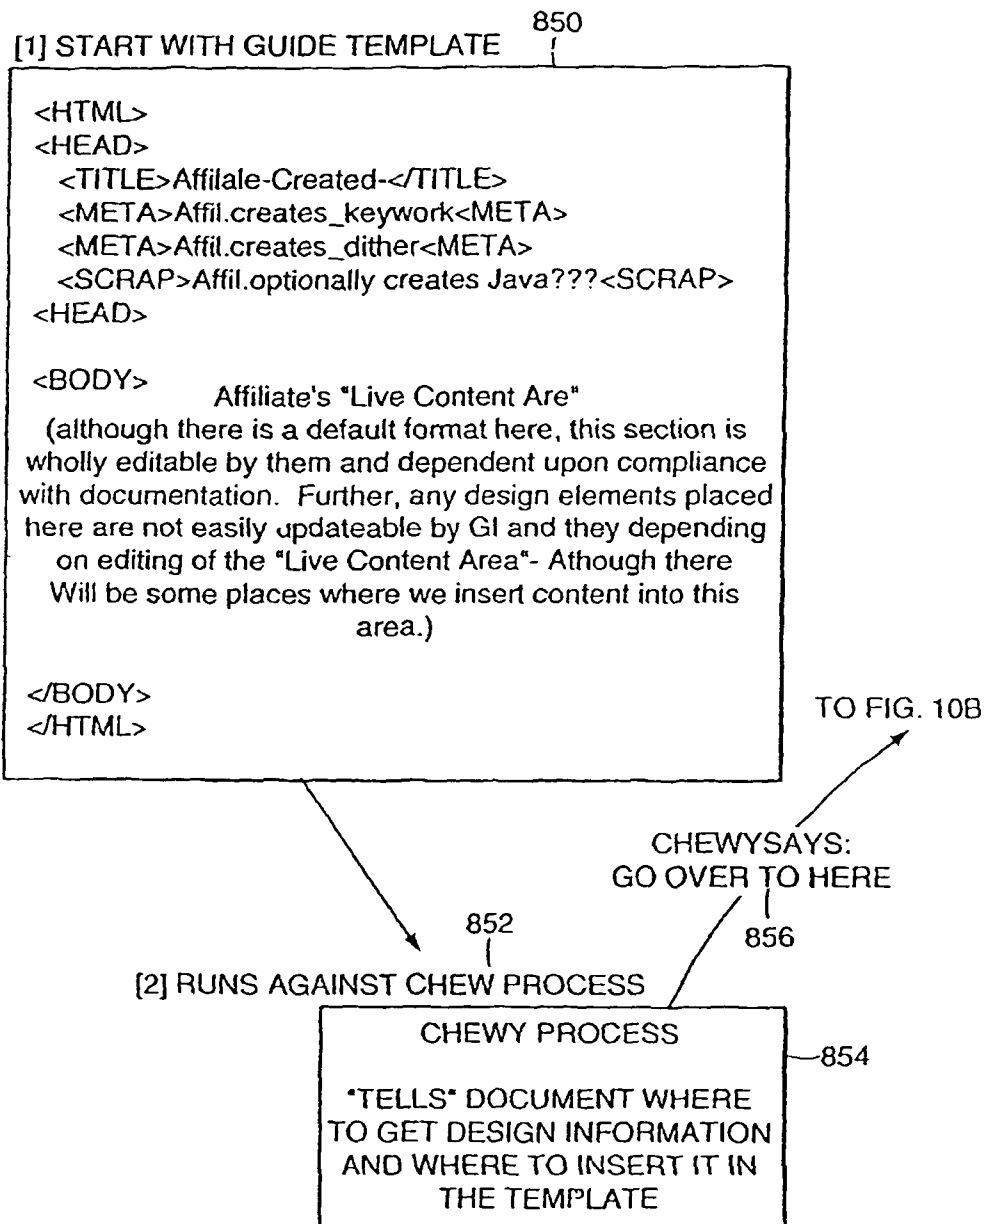 850
[1] START WITH GUIDE TEMPLATE
<HTML>
<HEAD>
<TITLE>Affilale-Created-</TITLE>
<META>Affil.creates_keywork<META>
<META>Affil.creates_dither<META>
<SCRAP>Affil.optionally creates Java???<SCRAP>
<HEAD>
<BODY>
Affiliate's "Live Content Are"
(although there is a default format here, this section is
wholly editable by them and dependent upon compliance
with documentation. Further, any design elements placed
here are not easily updateable by GI and they depending
on editing of the "Live Content Area"- Athough there
Will be some places where we insert content into this
area.)
</BODY>
</HTML>
TO FIG. 10B
CHEWYSAYS:
GO OVER TO HERE
856
852
[2] RUNS AGAINST CHEW PROCESS
CHEWY PROCESS
854
"TELLS" DOCUMENT WHERE
TO GET DESIGN INFORMATION
AND WHERE TO INSERT IT IN
THE TEMPLATE